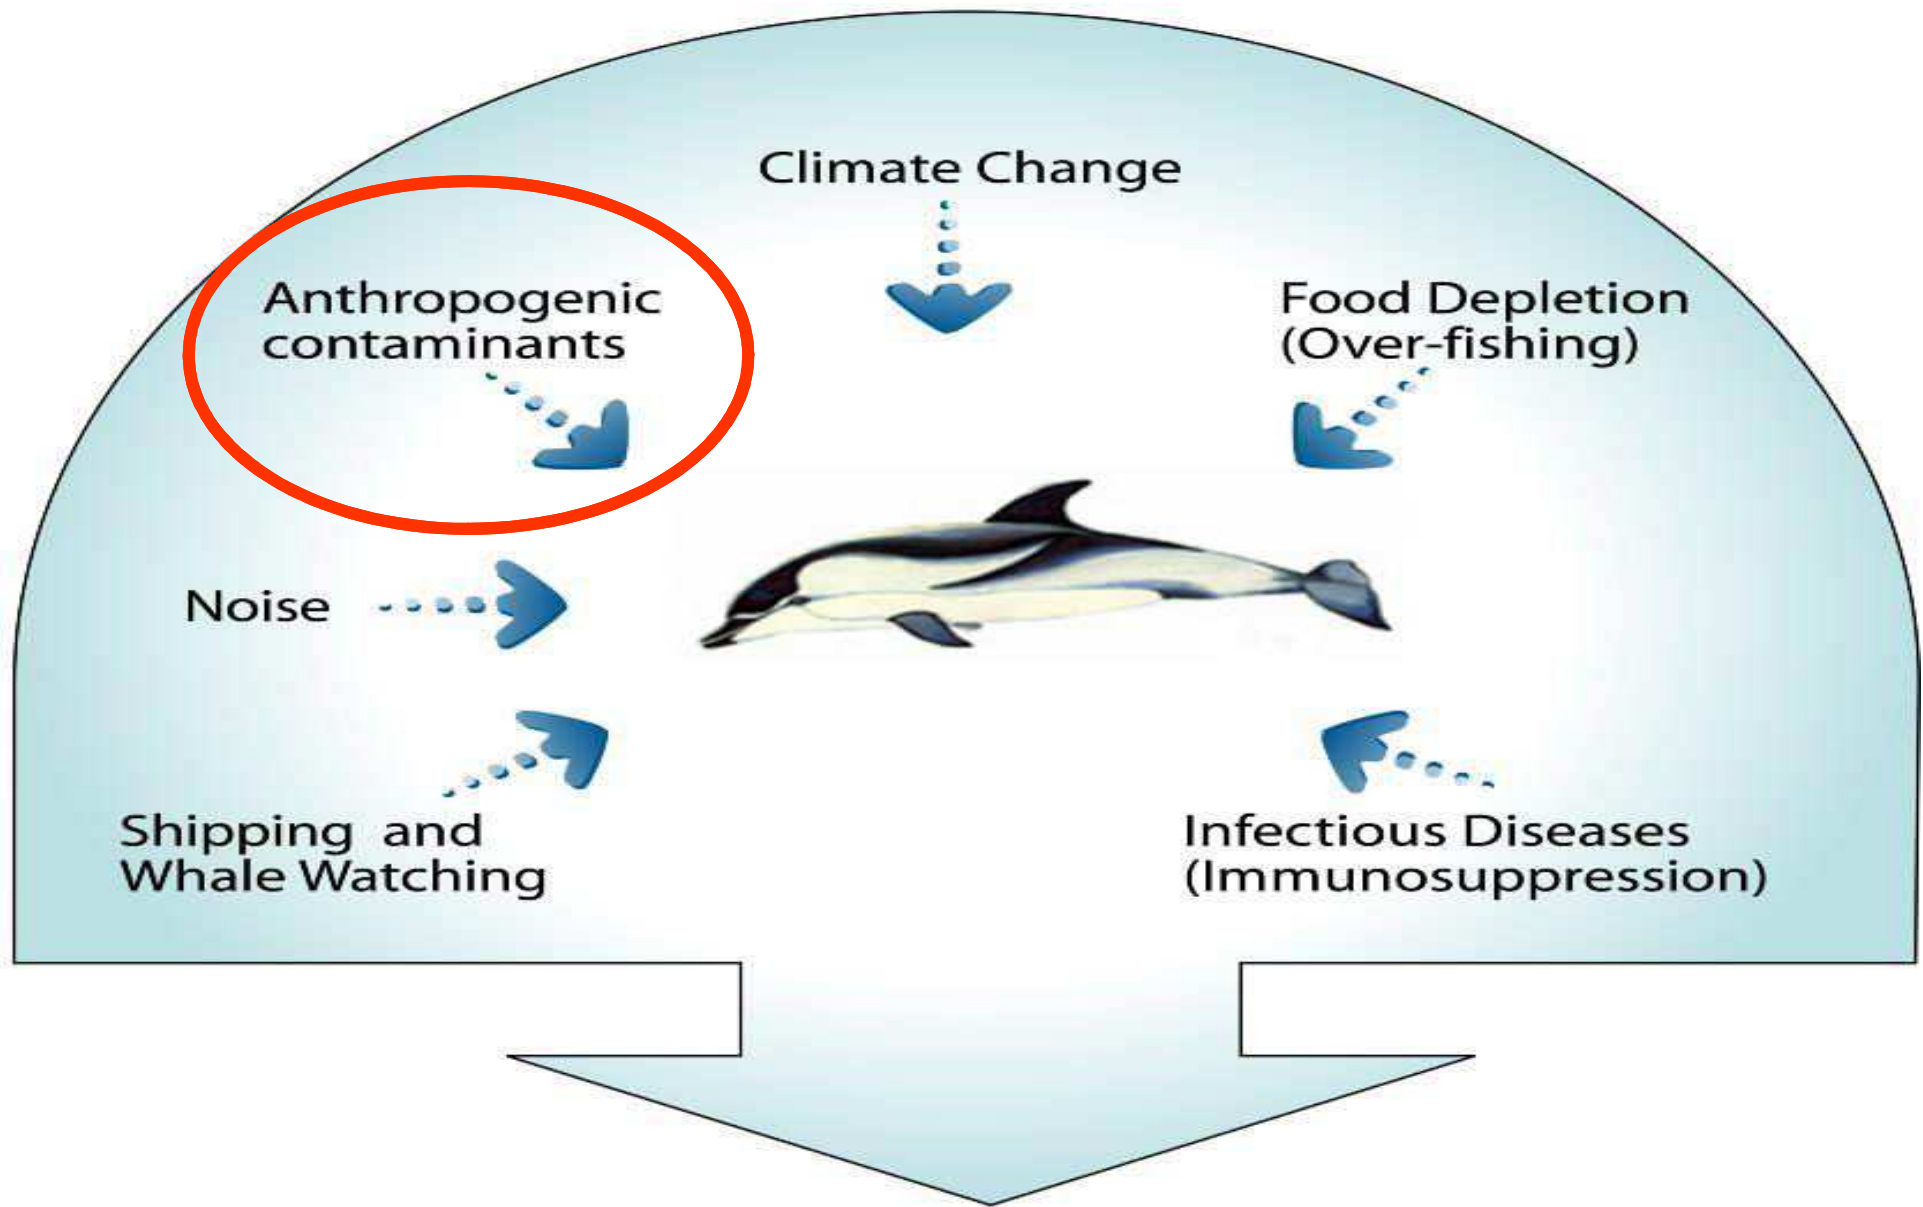 Climate Change
Anthropogenic
contaminants
Food Depletion
(Over-fishing)
Noise
Shipping and
Whale Watching
Infectious Diseases
(Immunosuppression)